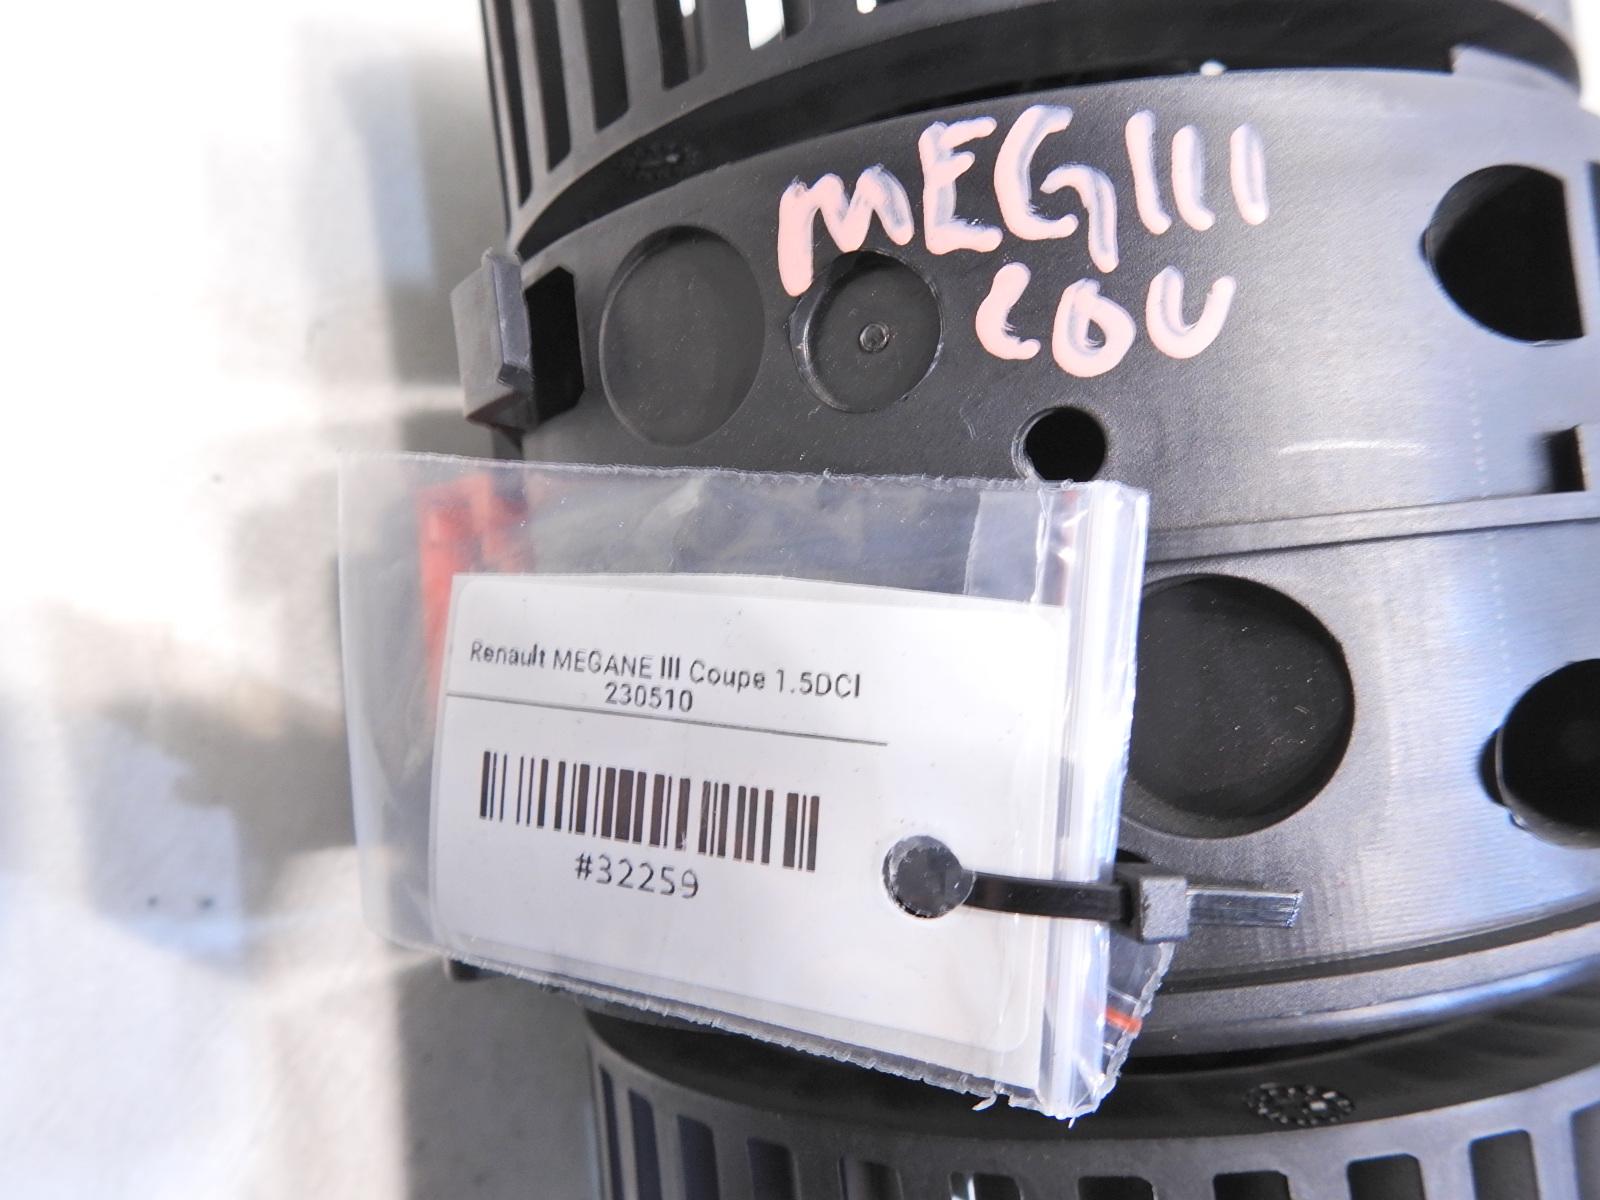 MEGIII
COU
Renault MEGANE III Coupe 1.5DCI
230510
#32259